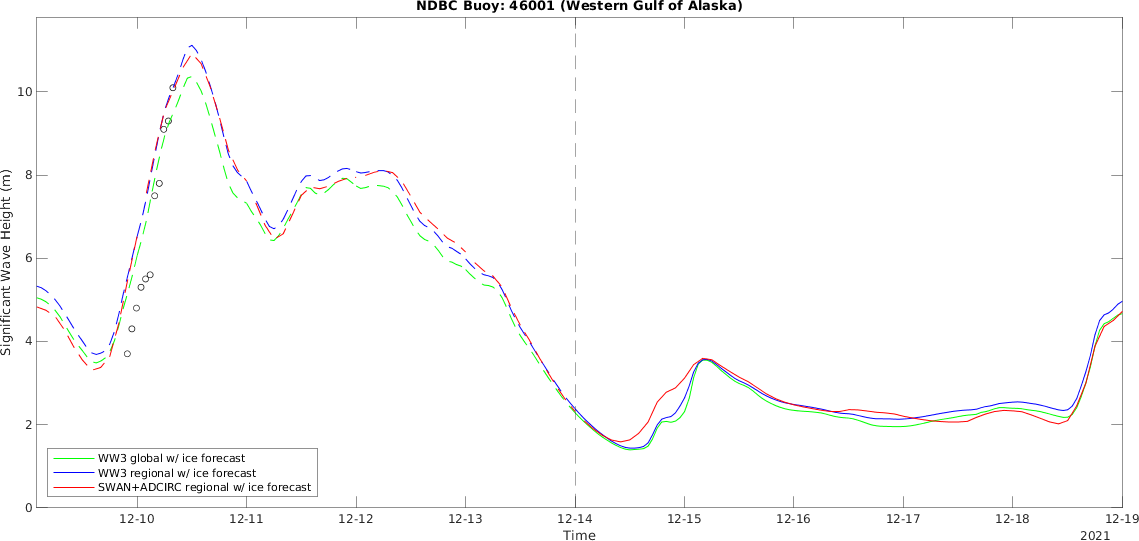 NDBC Buoy: 46001 (Western Gulf of Alaska)
Significant Wave Height (m)
10
8
6
4
2
0
WW3 global w/ ice forecast
WW3 regional w/ ice forecast
SWAN+ADCIRC regional w/ ice forecast
12-10 12-11 12-12 12-13 12-14 12-15 12-16 12-17 12-18 12-19
Time
2021